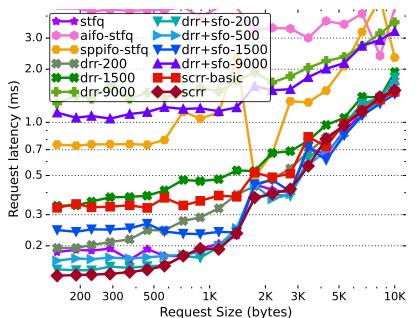 stfq
aifo-stfq
sppifo-stfq
drr-200
drr-1500
drr-9000
drr+sfo-200
drr+sfo-500
drr+sfo-1500
drr+sfo-9000
scrr-basic
scrr
Request latency (ms)
3.0
2.0
1.0
0.7
0.5
0.3
0.2
200
300
500
1K
2K
3K
5K
10K
Request Size (bytes)